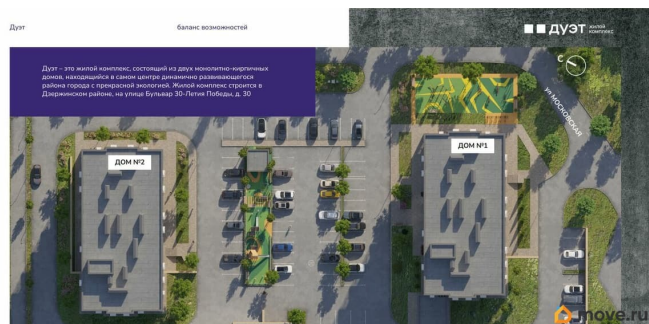 Дуэт
баланс возможностей
ДУЭТ жилой комплекс
Дуэт – это жилой комплекс, состоящий из двух монолитно-кирпичных
домов, находящийся в самом центре динамично развивающегося
района города с прекрасной экологией. Жилой комплекс строится в
Дзержинском районе, на улице Бульвар 30-Летия Победы, д. 30
С
ул МОСКОВСКАЯ
ДОМ №2
ДОМ №1
move.ru